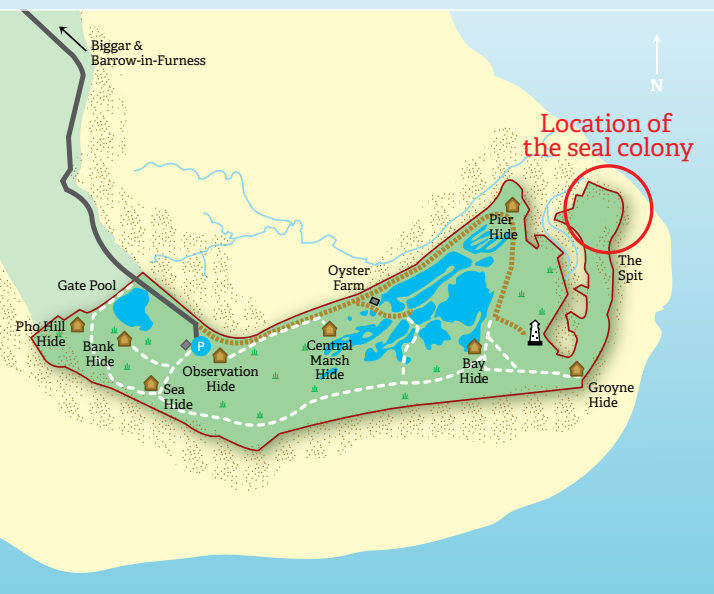 Biggar &
Barrow-in-Furness
N
Location of
the seal colony
Pier
Hide
The
Spit
Oyster
Farm
Gate Pool
Pho Hill
Hide
Bank
Hide
P
Observation
Hide
Sea
Hide
Central
Marsh
Hide
Bay
Hide
Groyne
Hide